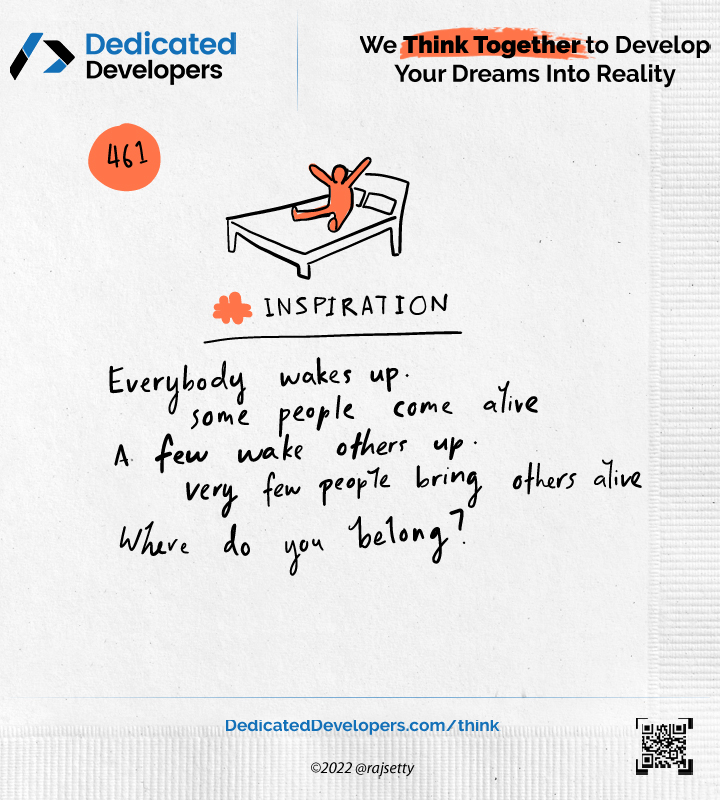 Dedicated
Developers
We Think Together to Develop
Your Dreams Into Reality
461
INSPIRATION
Everybody wakes up.
some people come alive
A few wake others up.
very few people bring others alive
Where do you belong?
DedicatedDevelopers.com/think
©2022 @rajsetty